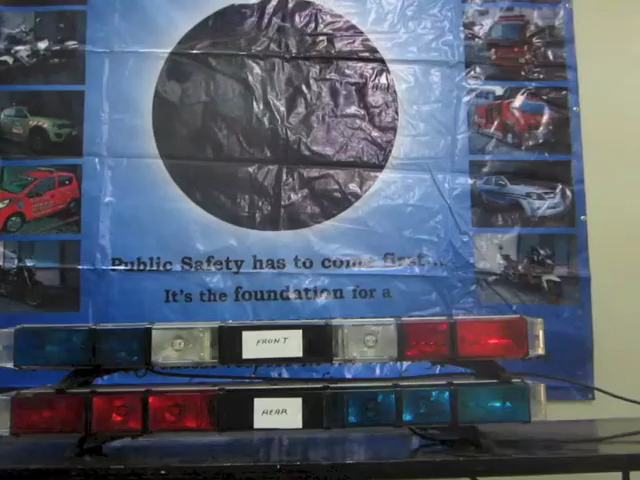 Public Safety has to come first...
It's the foundation for a
FRONT
REAR